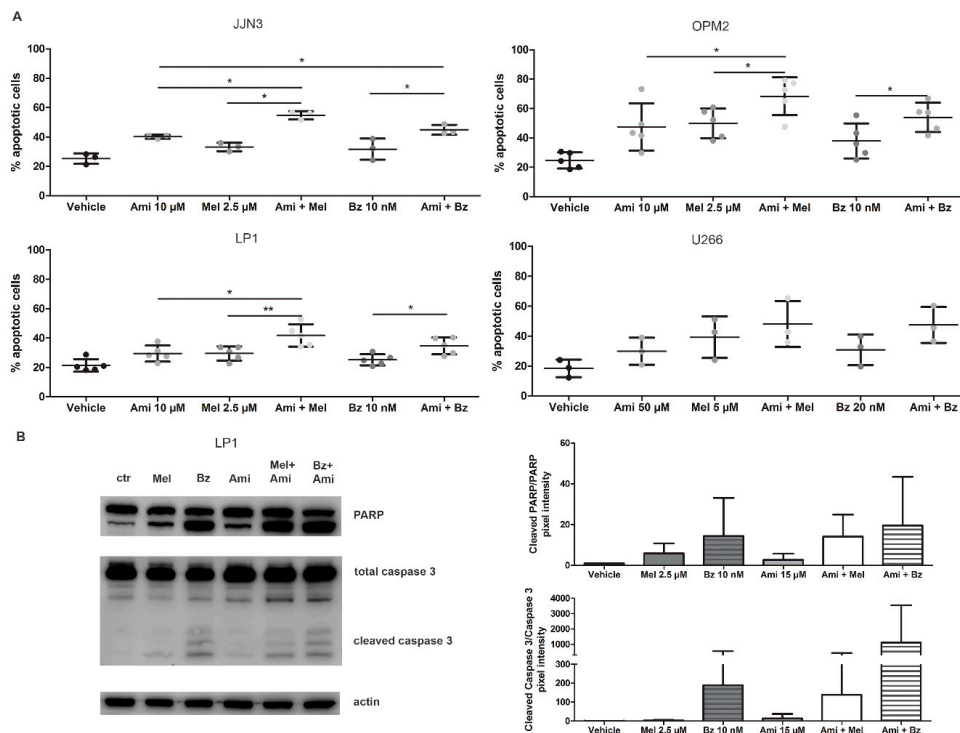 A
JJN3
% apoptotic cells
100
80
60
40
20
0
* * * *
Vehicle Ami 10 µM Mel 2.5 µM Ami + Mel Bz 10 nM Ami + Bz
OPM2
% apoptotic cells
100
80
60
40
20
0
* * *
Vehicle Ami 10 µM Mel 2.5 µM Ami + Mel Bz 10 nM Ami + Bz
LP1
% apoptotic cells
100
80
60
40
20
0
* ** *
Vehicle Ami 10 µM Mel 2.5 µM Ami + Mel Bz 10 nM Ami + Bz
U266
% apoptotic cells
100
80
60
40
20
0
Vehicle Ami 50 µM Mel 5 µM Ami + Mel Bz 20 nM Ami + Bz
B
LP1
ctr Mel Bz Ami Mel+ Bz+
Ami Ami
PARP
total caspase 3
cleaved caspase 3
actin
Cleaved PARP/PARP
pixel intensity
60
40
20
0
Vehicle Mel 2.5 µM Bz 10 nM Ami 15 µM Ami + Mel Ami + Bz
Cleaved Caspase 3/Caspase 3
pixel intensity
4000
3000
2000
1000
300
200
100
0
Vehicle Mel 2.5 µM Bz 10 nM Ami 15 µM Ami + Mel Ami + Bz